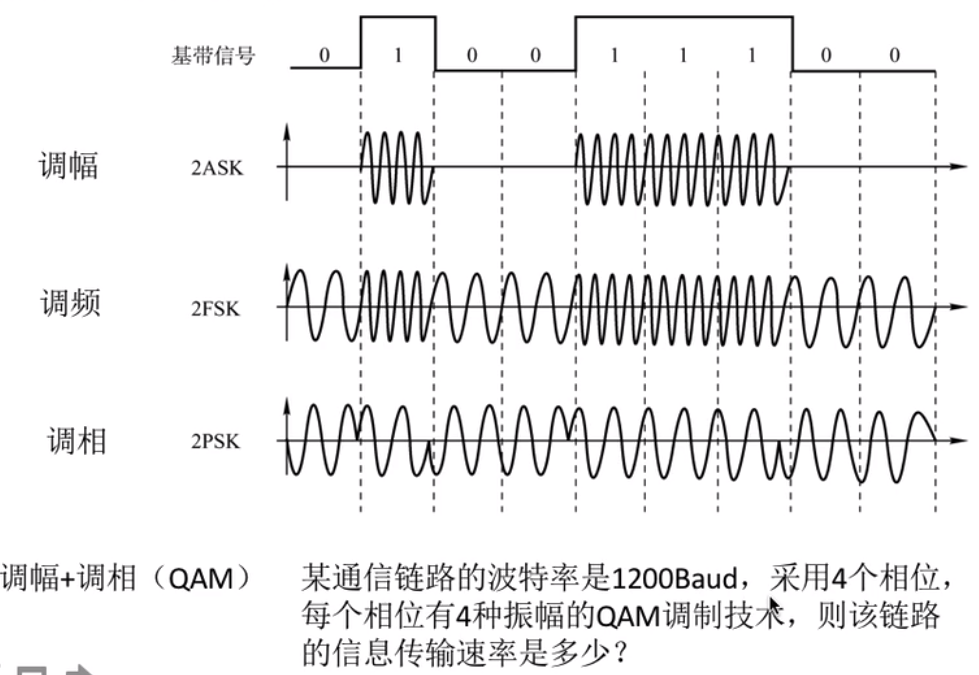 基带信号 0 1 0 0 1 1 1 0 0
调幅 2ASK
调频 2FSK
调相 2PSK
调幅+调相（QAM） 某通信链路的波特率是1200Baud，采用4个相位，
每个相位有4种振幅的QAM调制技术，则该链路
的信息传输速率是多少？